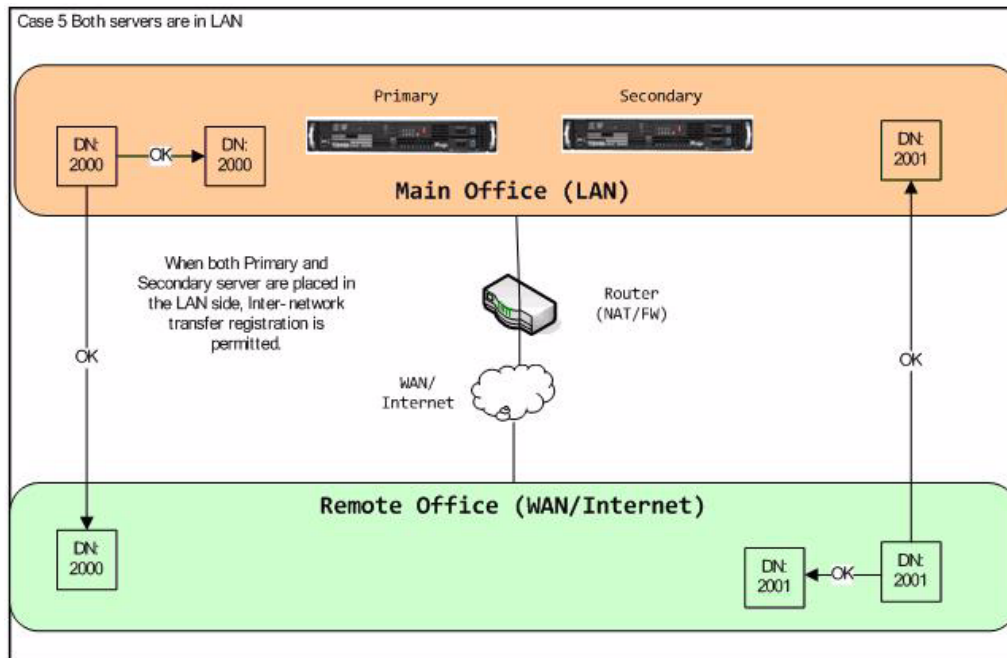 Case 5 Both servers are in LAN
Primary
Secondary
DN:
2000
OK
DN:
2000
DN:
2001
Main Office (LAN)
When both Primary and
Secondary server are placed in
the LAN side, Inter- network
transfer registration is
permitted.
Router
(NAT/FW)
OK
OK
WAN/
Internet
Remote Office (WAN/Internet)
DN:
2000
DN:
2001
OK
DN:
2001